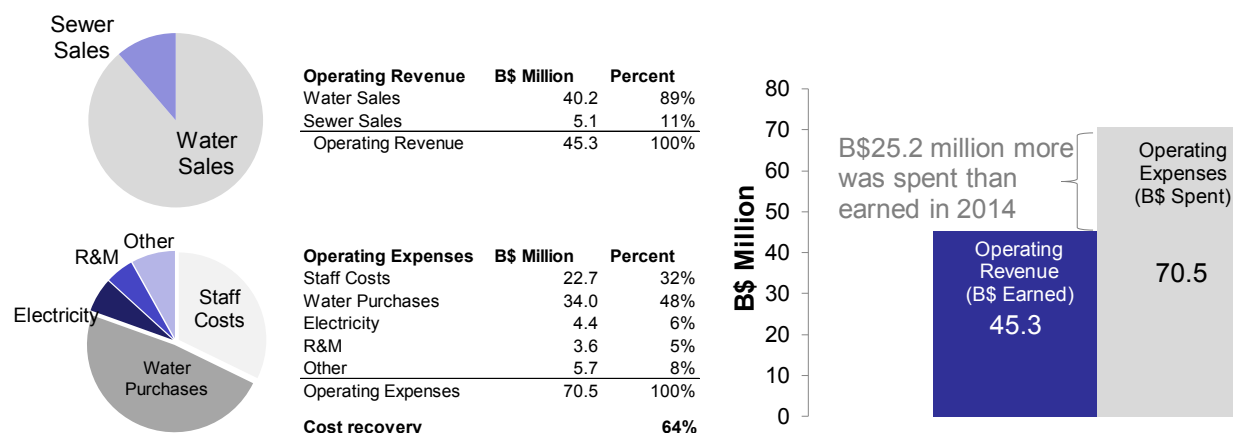 Sewer
Sales
Water
Sales
Operating Revenue B$ Million Percent
Water Sales 40.2 89%
Sewer Sales 5.1 11%
Operating Revenue 45.3 100%
Other
R&M
Electricity
Staff
Costs
Water
Purchases
Operating Expenses B$ Million Percent
Staff Costs 22.7 32%
Water Purchases 34.0 48%
Electricity 4.4 6%
R&M 3.6 5%
Other 5.7 8%
Operating Expenses 70.5 100%
Cost recovery 64%
B$ Million
80
70
60
50
40
30
20
10
0
B$25.2 million more
was spent than
earned in 2014
Operating
Revenue
(B$ Earned)
45.3
Operating
Expenses
(B$ Spent)
70.5